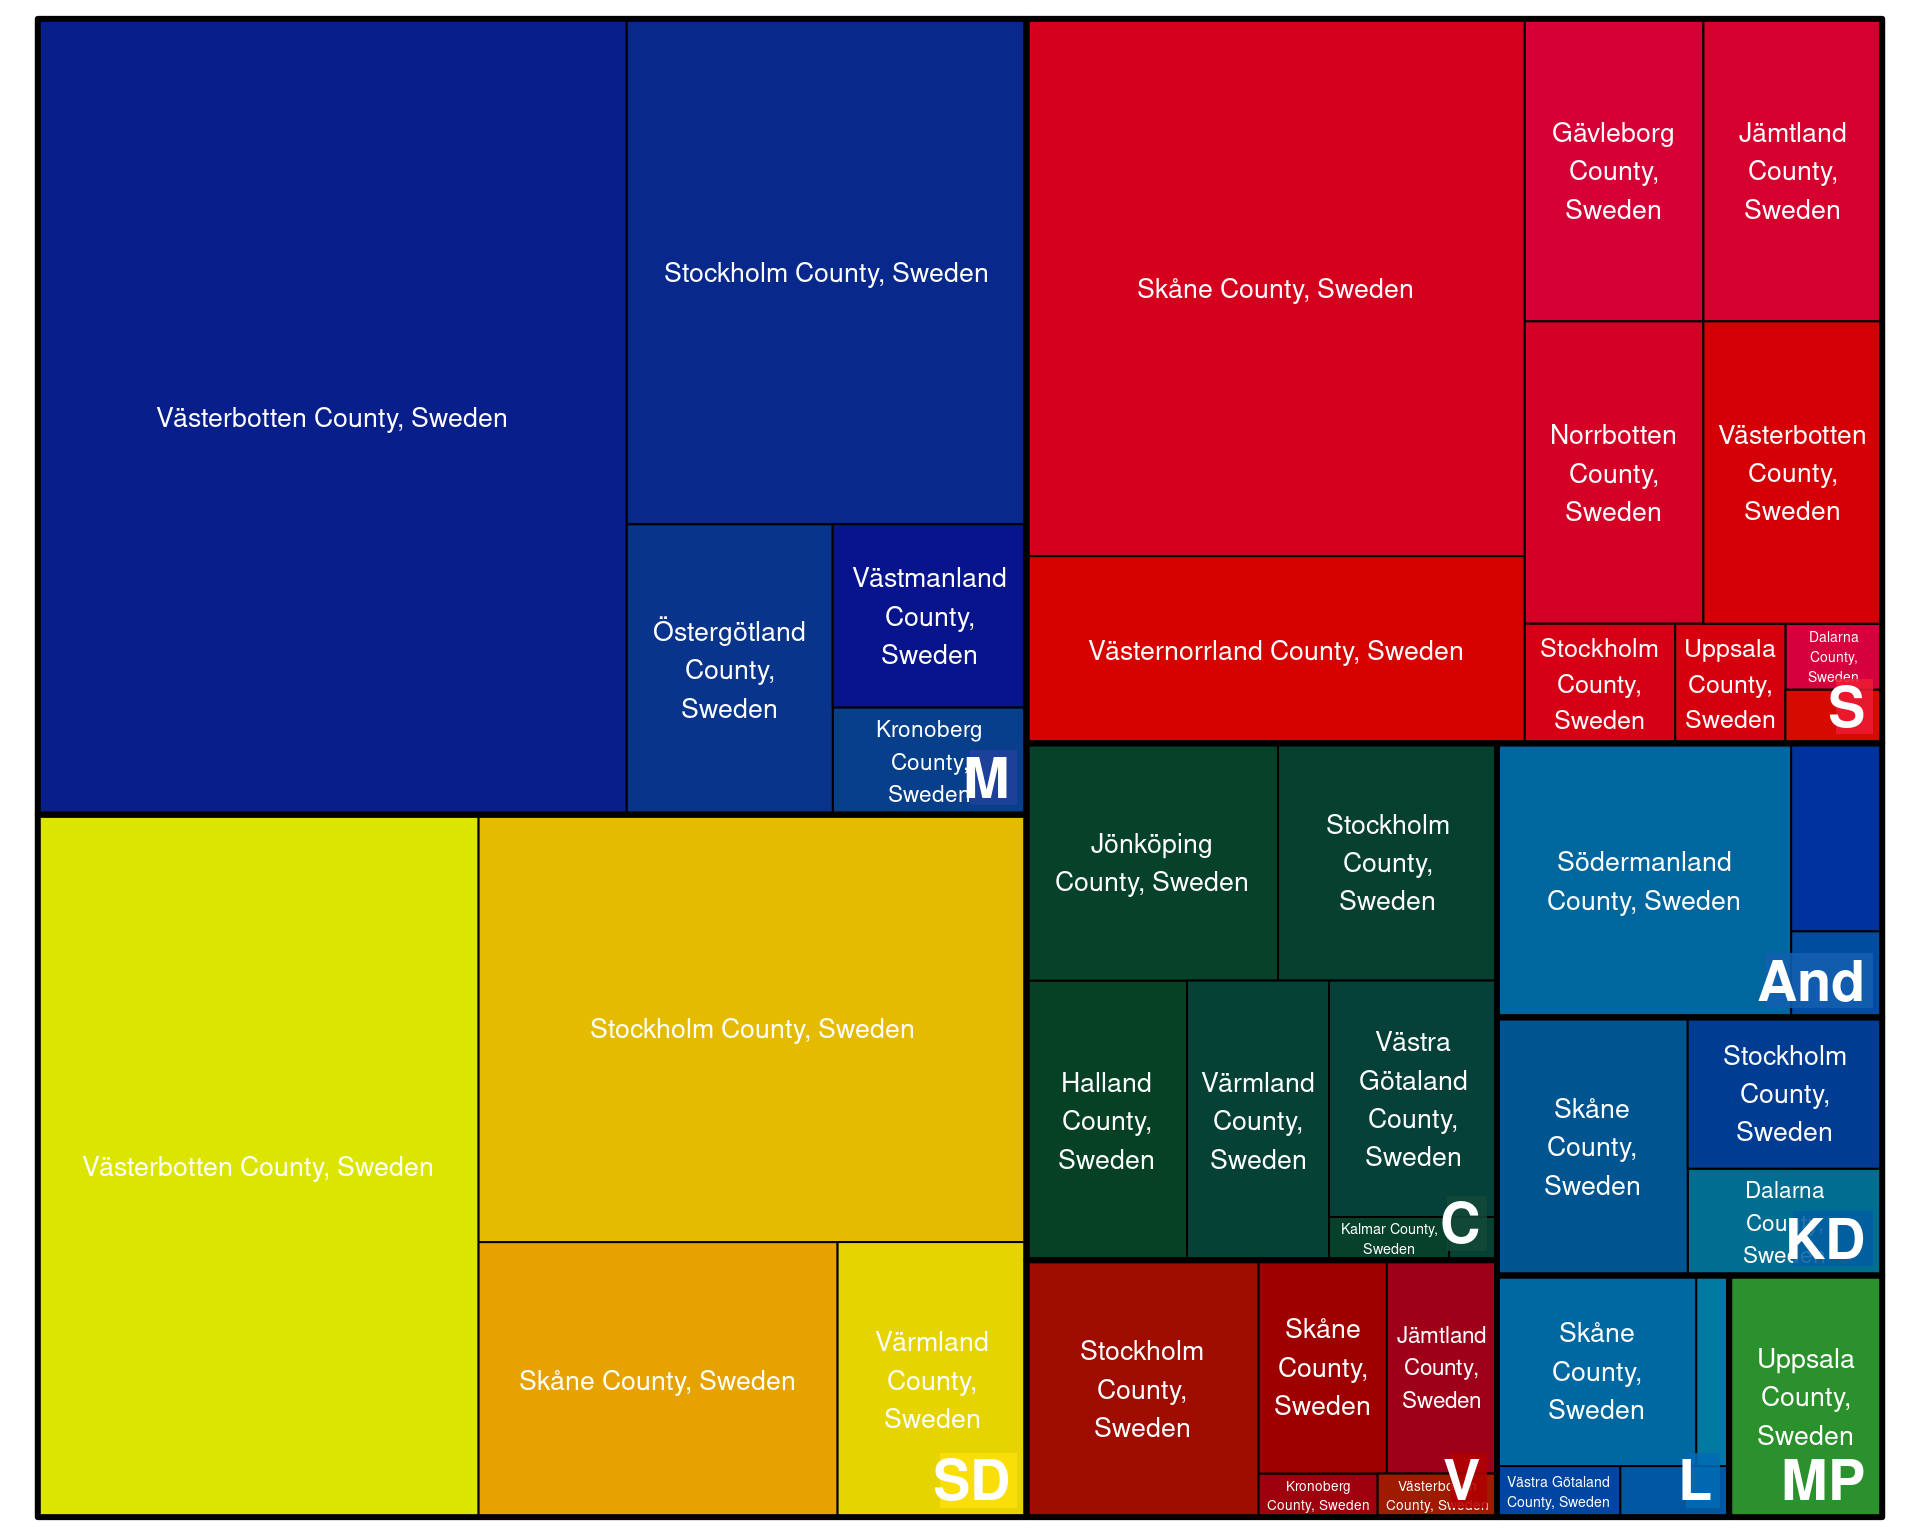 Västerbotten County, Sweden
Stockholm County, Sweden
Östergötland
County,
Sweden
Västmanland
County,
Sweden
Kronoberg
County,
Sweden
M
Skåne County, Sweden
Västernorrland County, Sweden
Gävleborg
County,
Sweden
Jämtland
County,
Sweden
Norrbotten
County,
Sweden
Västerbotten
County,
Sweden
Stockholm
County,
Sweden
Uppsala
County,
Sweden
Dalarna
County,
Sweden
S
Västerbotten County, Sweden
Stockholm County, Sweden
Skåne County, Sweden
Värmland
County,
Sweden
SD
Jönköping
County, Sweden
Stockholm
County,
Sweden
Halland
County,
Sweden
Värmland
County,
Sweden
Västra
Götaland
County,
Sweden
Kalmar County,
Sweden
C
Södermanland
County, Sweden
And
Skåne
County,
Sweden
Stockholm
County,
Sweden
Dalarna
County,
Sweden
KD
Stockholm
County,
Sweden
Skåne
County,
Sweden
Jämtland
County,
Sweden
Kronoberg
County, Sweden
Västerbotten
County, Sweden
V
Skåne
County,
Sweden
Västra Götaland
County, Sweden
L
Uppsala
County,
Sweden
MP